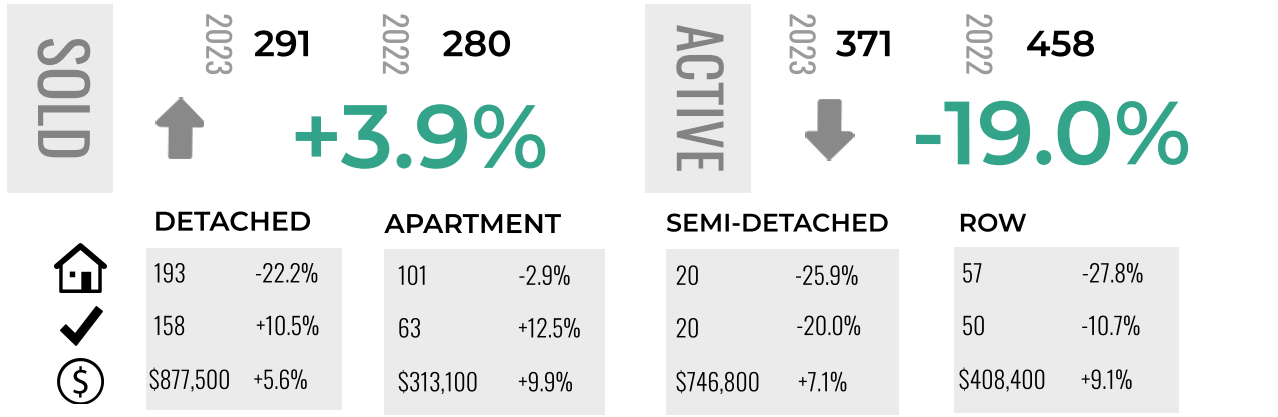 SOLD
2023 291 2022 280
+3.9%
ACTIVE
2023 371 2022 458
-19.0%
DETACHED
193 -22.2%
158 +10.5%
$877,500 +5.6%
APARTMENT
101 -2.9%
63 +12.5%
$313,100 +9.9%
SEMI-DETACHED
20 -25.9%
20 -20.0%
$746,800 +7.1%
ROW
57 -27.8%
50 -10.7%
$408,400 +9.1%
$